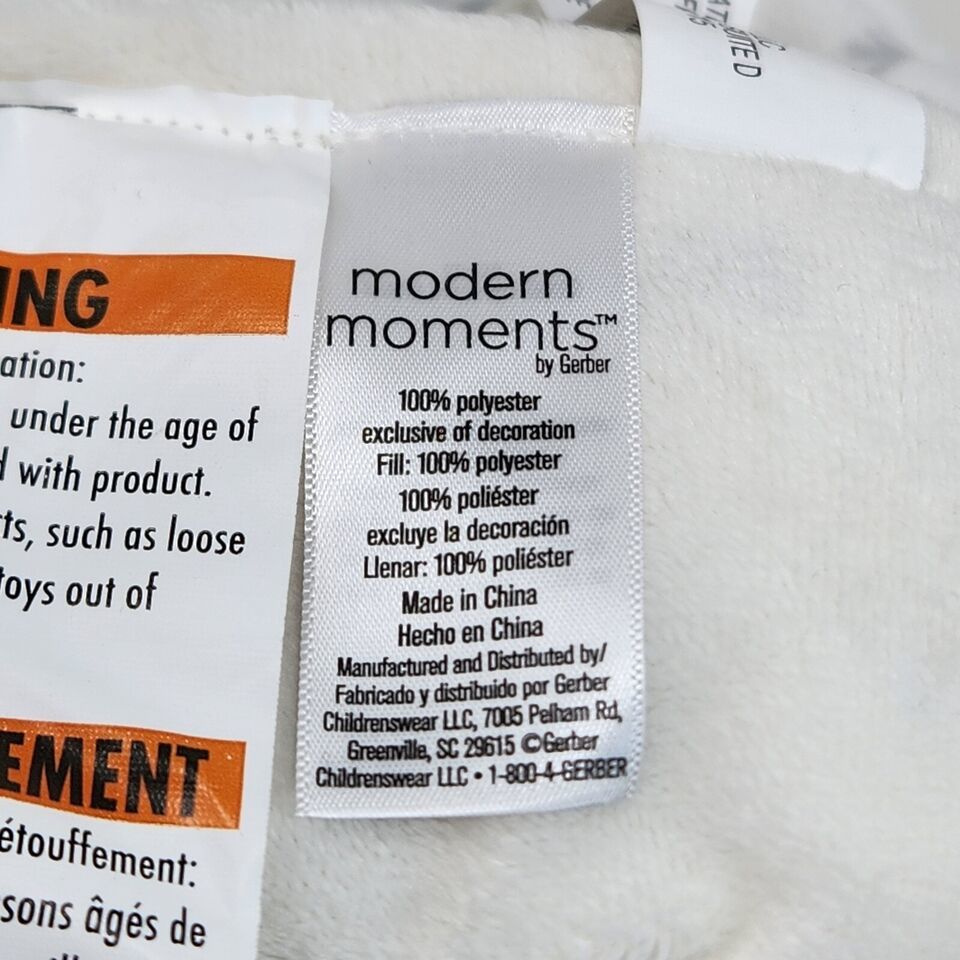 ING
ation:
under the age of
with product.
ts, such as loose
toys out of
EMENT
étouffement:
sons âgés de
modern
moments™
by Gerber
100% polyester
exclusive of decoration
Fill: 100% polyester
100% poliéster
excluye la decoración
Llenar: 100% poliéster
Made in China
Hecho en China
Manufactured and Distributed by/
Fabricado y distribuido por Gerber
Childrenswear LLC, 7005 Pelham Rd,
Greenville, SC 29615 ©Gerber
Childrenswear LLC • 1-800-4-GERBER